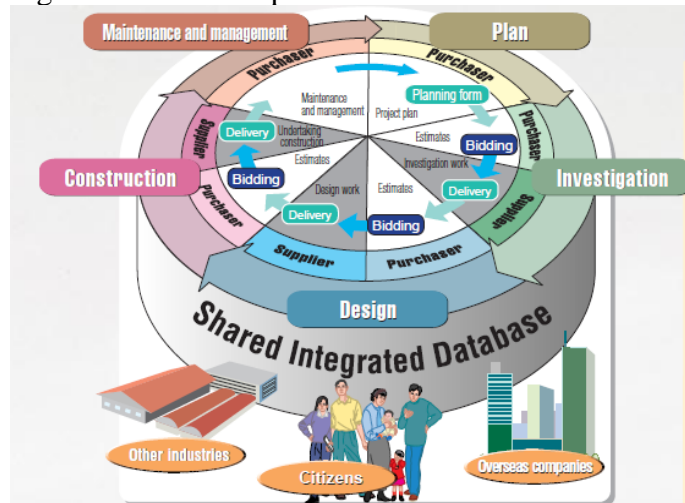 Maintenance and management
Plan
Purchaser
Purchaser
Maintenance
and management
Project plan
Planning form
Purchaser
Supplier
Delivery
Undertaking
construction
Estimates
Estimates
Bidding
Investigation work
Construction
Bidding
Design work
Estimates
Delivery
Investigation
Purchaser
Delivery
Bidding
Supplier
Supplier
Purchaser
Design
Shared Integrated Database
Other industries
Citizens
Overseas companies